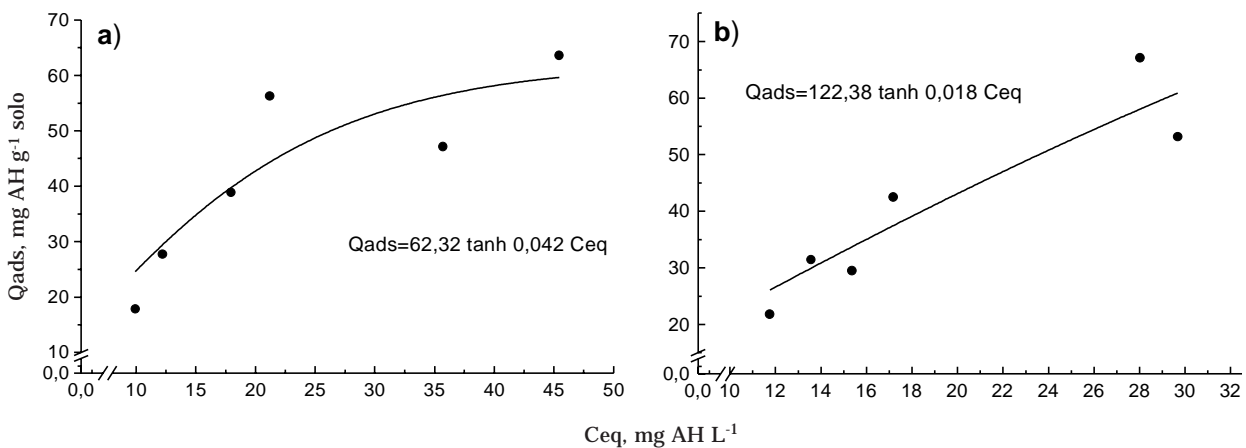 a)
70
60
50
40
30
20
10
0,0
Qads, mg AH g-1 solo
Qads=62,32 tanh 0,042 Ceq
0,0 10 15 20 25 30 35 40 45 50
b)
70
60
50
40
30
20
0,0
Qads=122,38 tanh 0,018 Ceq
0,0 10 12 14 16 18 20 22 24 26 28 30 32
Ceq, mg AH L-1